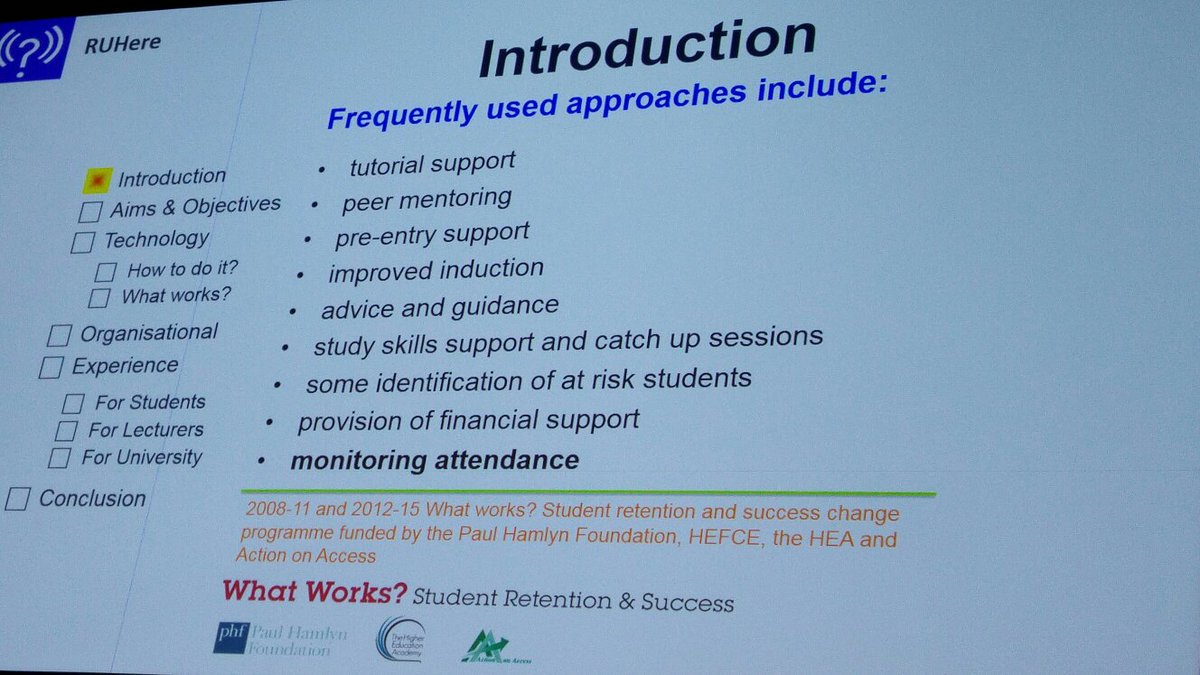 RUHere
Introduction
Frequently used approaches include:
Introduction
Aims & Objectives
Technology
How to do it?
What works?
Organisational
Experience
For Students
For Lecturers
For University
Conclusion
• tutorial support
• peer mentoring
• pre-entry support
• improved induction
• advice and guidance
• study skills support and catch up sessions
• some identification of at risk students
• provision of financial support
• monitoring attendance
2008-11 and 2012-15 What works? Student retention and success change
programme funded by the Paul Hamlyn Foundation, HEFCE, the HEA and
Action on Access
What Works? Student Retention & Success
phf Paul Hamlyn
Foundation
The Higher
Education
Academy
Action on Access